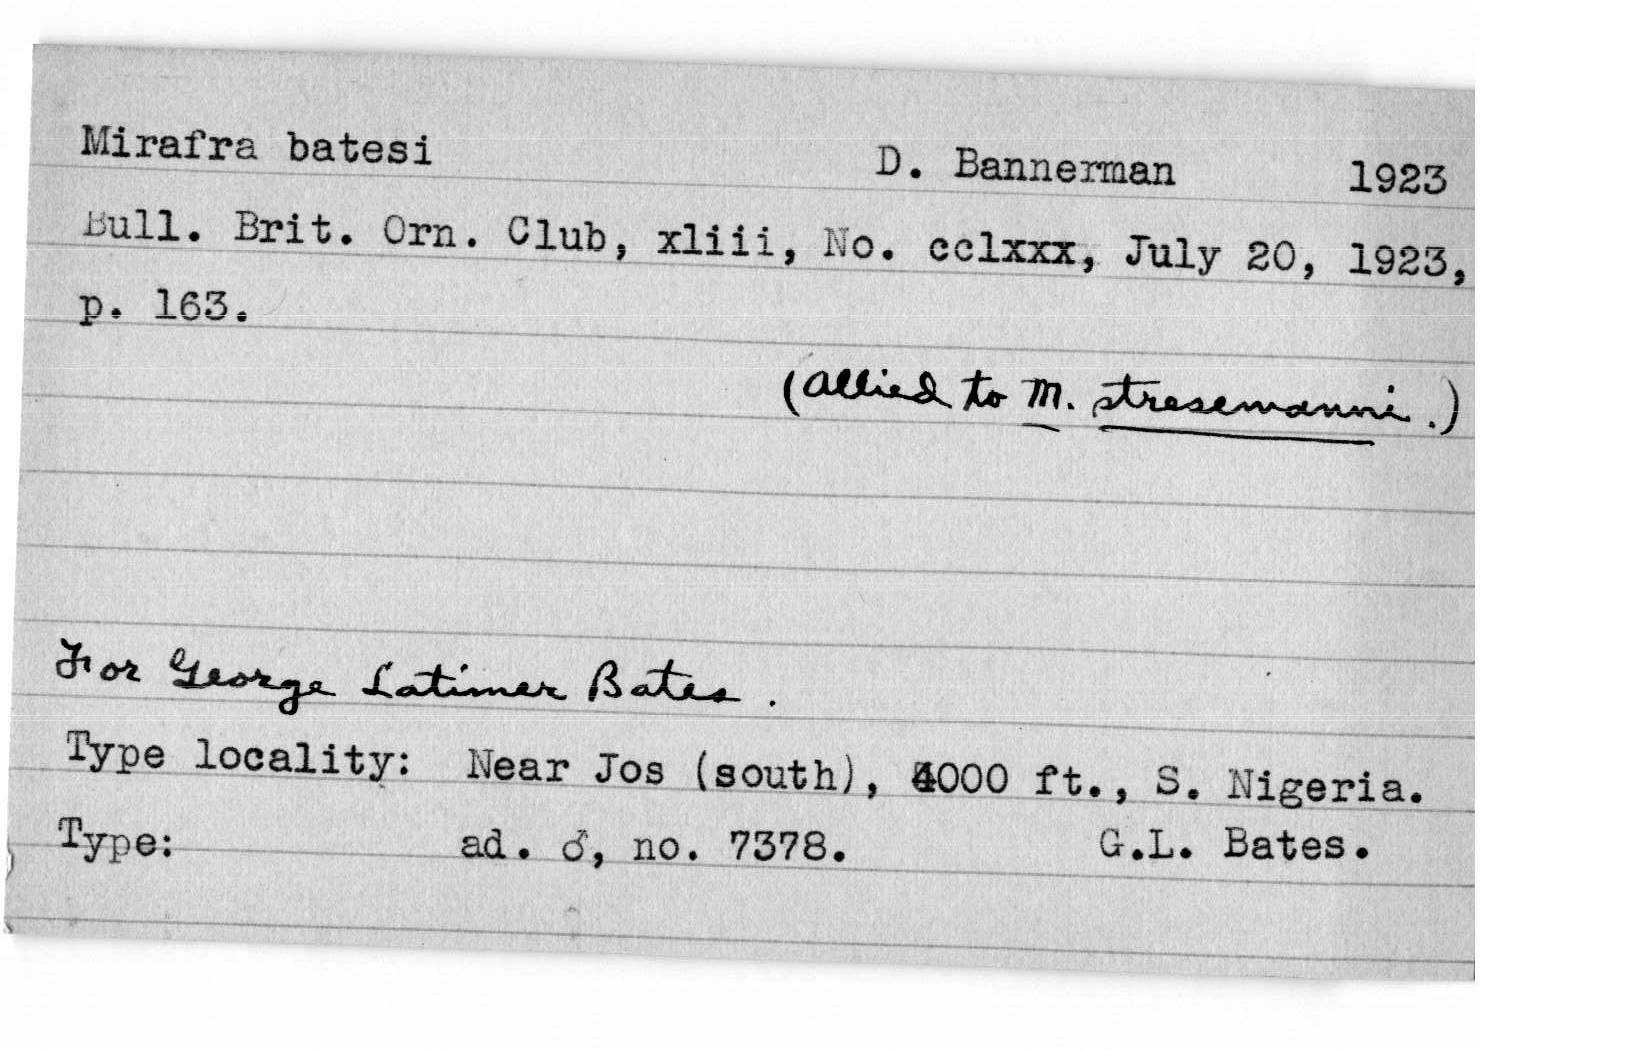 Mirafra batesi D. Bannerman 1923
Bull. Brit. Orn. Club, xliii, No. cclxxx, July 20, 1923,
p. 163.
(allied to M. stresemanni.)
For George Latimer Bates.
Type locality: Near Jos (south), 4000 ft., S. Nigeria.
Type: ad. ♂, no. 7378. G.L. Bates.